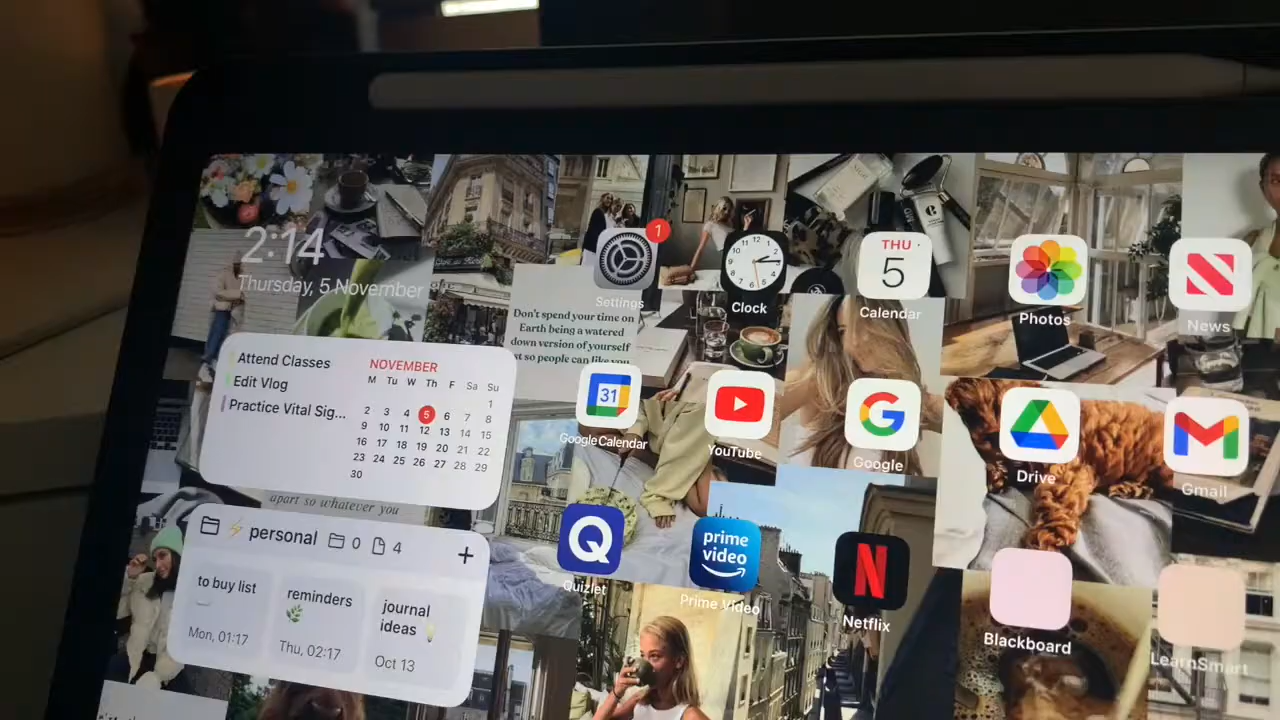 2:14
Thursday, 5 November
Attend Classes
Edit Vlog
Practice Vital Sig...
NOVEMBER
M Tu W Th F Sa Su
1
2 3 4 5 6 7 8
9 10 11 12 13 14 15
16 17 18 19 20 21 22
23 24 25 26 27 28 29
30
apart so whatever you
⚡ personal 0 4 +
to buy list
Mon, 01:17
reminders
Thu, 02:17
journal
ideas
Oct 13
1
Settings
Clock
THU
5
Calendar
Photos
News
Don't spend your time on
Earth being a watered
down version of yourself
so people can like you
31
Google Calendar
YouTube
G
Google
Drive
Gmail
Q
Quizlet
prime
video
Prime Video
N
Netflix
Blackboard
LearnSmart